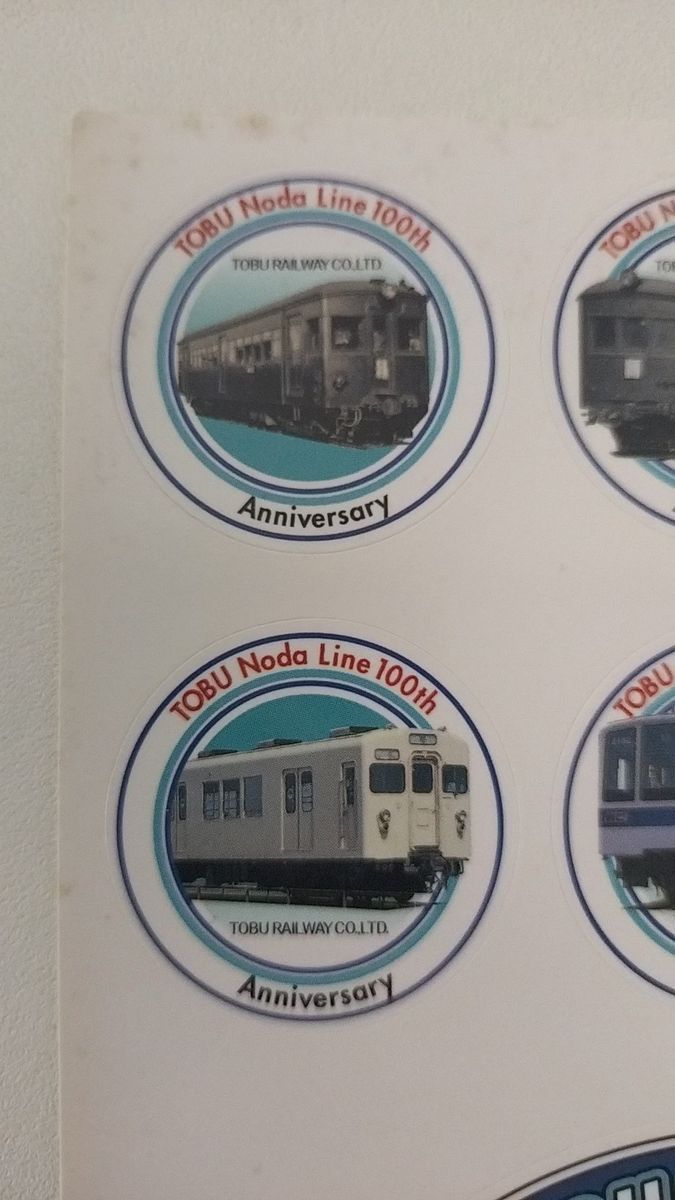 TOBU Noda Line 100th
TOBU RAILWAY CO.,LTD.
Anniversary
TOBU
TOBU Noda Line 100th
TOBU RAILWAY CO.,LTD.
Anniversary
TOBU